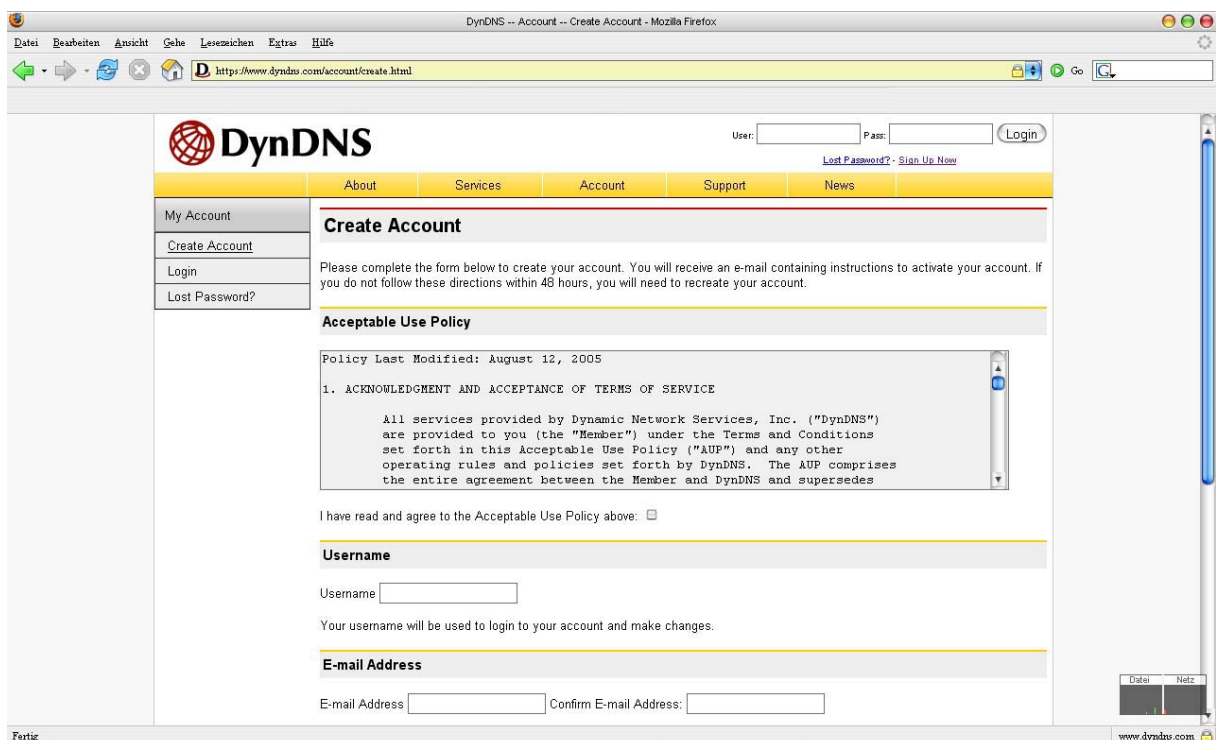 DynDNS -- Account -- Create Account - Mozilla Firefox
Datei Bearbeiten Ansicht Gehe Lesezeichen Extras Hilfe
D https://www.dyndns.com/account/create.html Go G
DynDNS
User: Pass: Login
Lost Password? - Sign Up Now
About Services Account Support News
My Account
Create Account
Login
Lost Password?
Create Account
Please complete the form below to create your account. You will receive an e-mail containing instructions to activate your account. If
you do not follow these directions within 48 hours, you will need to recreate your account.
Acceptable Use Policy
Policy Last Modified: August 12, 2005
1. ACKNOWLEDGMENT AND ACCEPTANCE OF TERMS OF SERVICE
All services provided by Dynamic Network Services, Inc. ("DynDNS")
are provided to you (the "Member") under the Terms and Conditions
set forth in this Acceptable Use Policy ("AUP") and any other
operating rules and policies set forth by DynDNS. The AUP comprises
the entire agreement between the Member and DynDNS and supersedes
I have read and agree to the Acceptable Use Policy above:
Username
Username
Your username will be used to login to your account and make changes.
E-mail Address
E-mail Address Confirm E-mail Address:
Datei Netz
Fertig www.dyndns.com